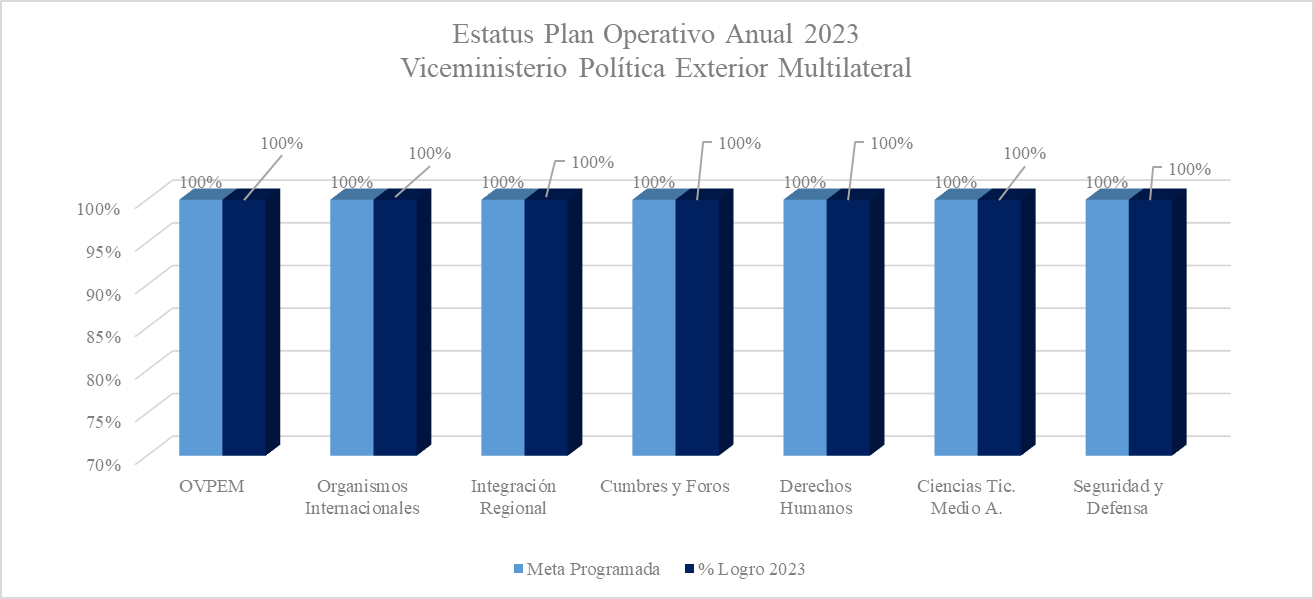 Estatus Plan Operativo Anual 2023
Viceministerio Política Exterior Multilateral
100% 100% 100% 100% 100% 100% 100%
100% 100% 100% 100% 100% 100% 100%
100%
95%
90%
85%
80%
75%
70%
OVPEM
Organismos
Internacionales
Integración
Regional
Cumbres y Foros
Derechos
Humanos
Ciencias Tic.
Medio A.
Seguridad y
Defensa
Meta Programada
% Logro 2023